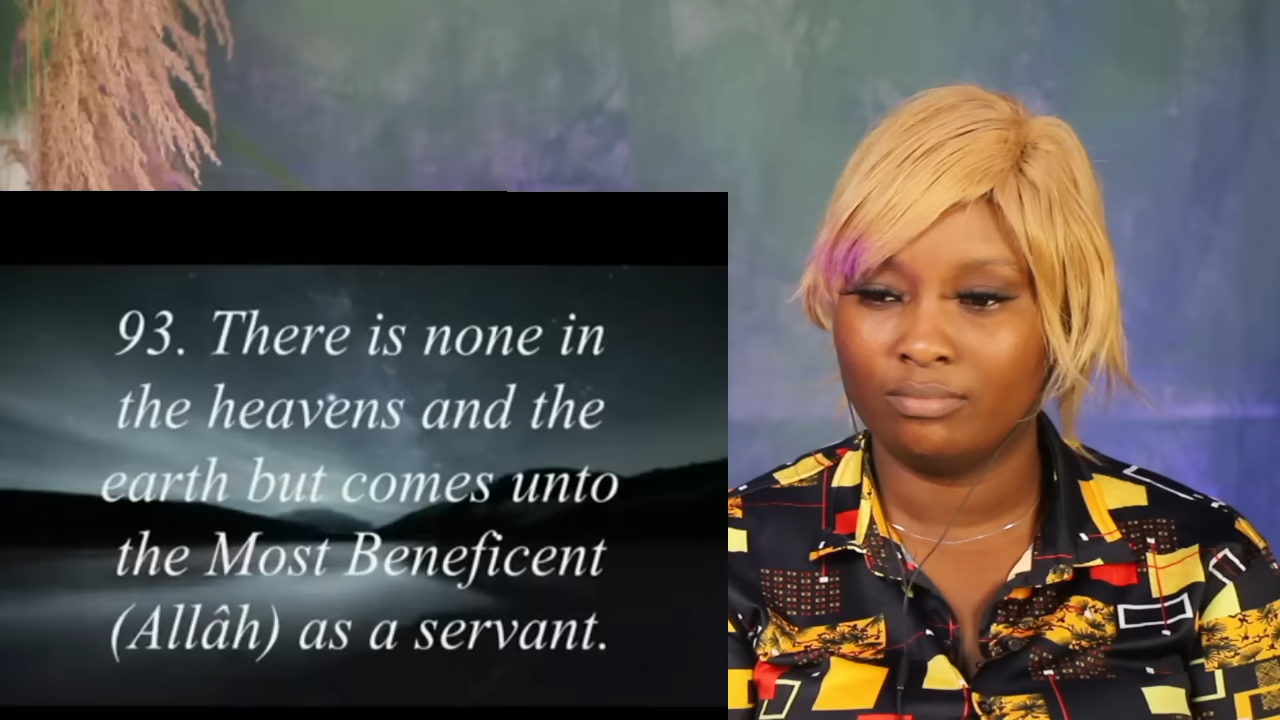 93. There is none in
the heavens and the
earth but comes unto
the Most Beneficent
(Allâh) as a servant.